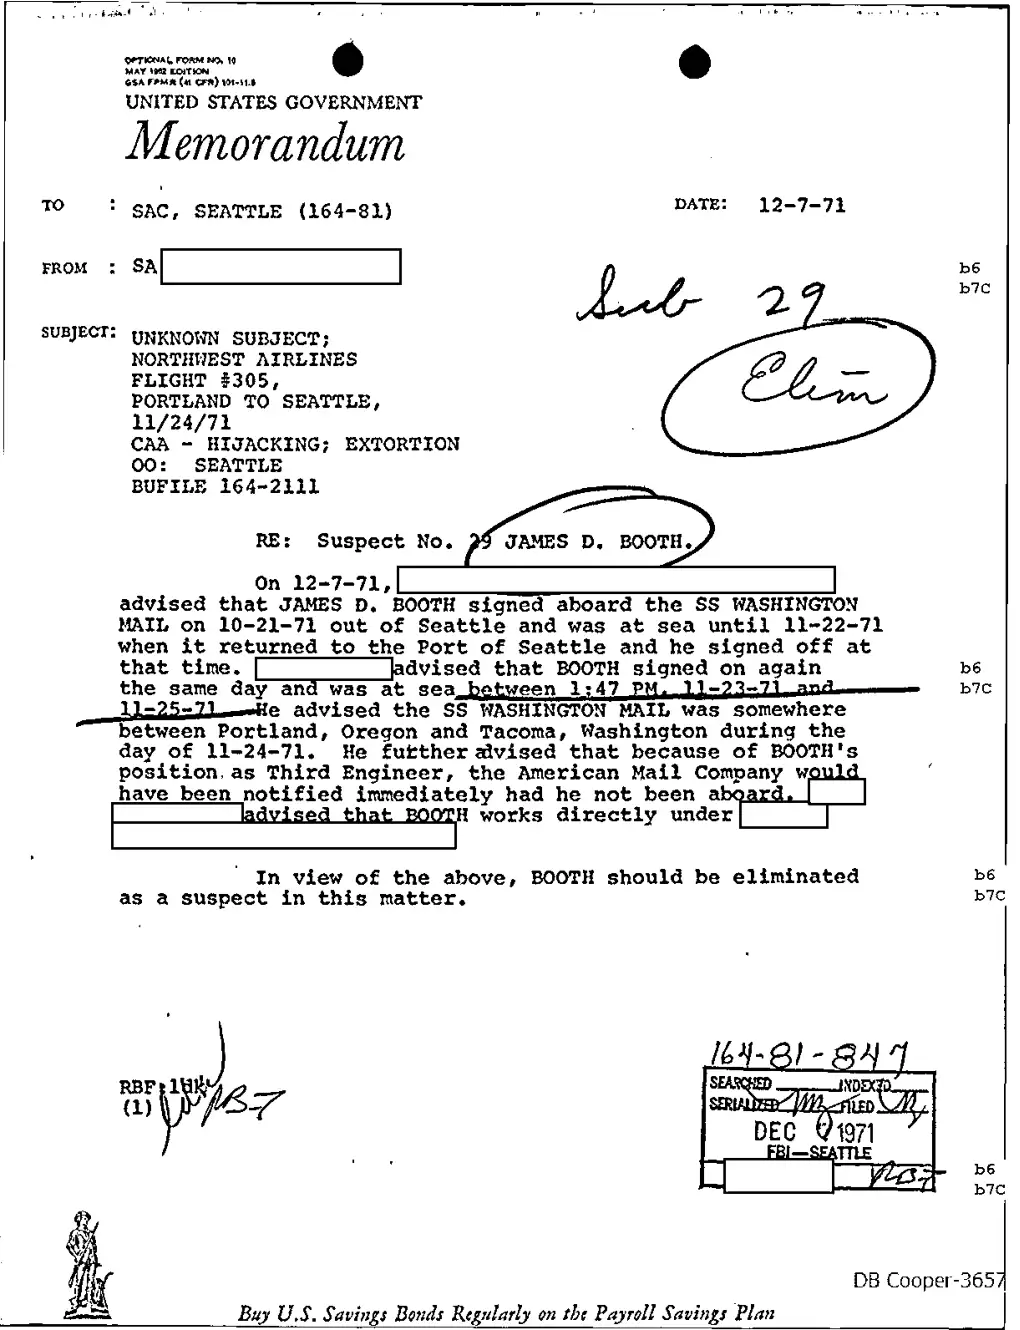 OPTIONAL FORM NO. 10
MAY 1962 EDITION
GSA FPMR (41 CFR) 101-11.6
UNITED STATES GOVERNMENT
Memorandum
TO : SAC, SEATTLE (164-81) DATE: 12-7-71
FROM : SA
b6
b7C
Sub 29
Elim
SUBJECT: UNKNOWN SUBJECT;
NORTHWEST AIRLINES
FLIGHT #305,
PORTLAND TO SEATTLE,
11/24/71
CAA - HIJACKING; EXTORTION
OO: SEATTLE
BUFILE 164-2111
RE: Suspect No. 29 JAMES D. BOOTH.
On 12-7-71,
advised that JAMES D. BOOTH signed aboard the SS WASHINGTON
MAIL on 10-21-71 out of Seattle and was at sea until 11-22-71
when it returned to the Port of Seattle and he signed off at
that time. advised that BOOTH signed on again b6
the same day and was at sea between 1:47 PM, 11-23-71 and b7C
11-25-71 He advised the SS WASHINGTON MAIL was somewhere
between Portland, Oregon and Tacoma, Washington during the
day of 11-24-71. He further advised that because of BOOTH's
position as Third Engineer, the American Mail Company would
have been notified immediately had he not been aboard.
advised that BOOTH works directly under
In view of the above, BOOTH should be eliminated b6
as a suspect in this matter. b7C
164-81-847
SEARCHED INDEXED
SERIALIZED FILED
DEC 1971
FBI—SEATTLE
RBF
(1)
b6
b7C
DB Cooper-3657
Buy U.S. Savings Bonds Regularly on the Payroll Savings Plan